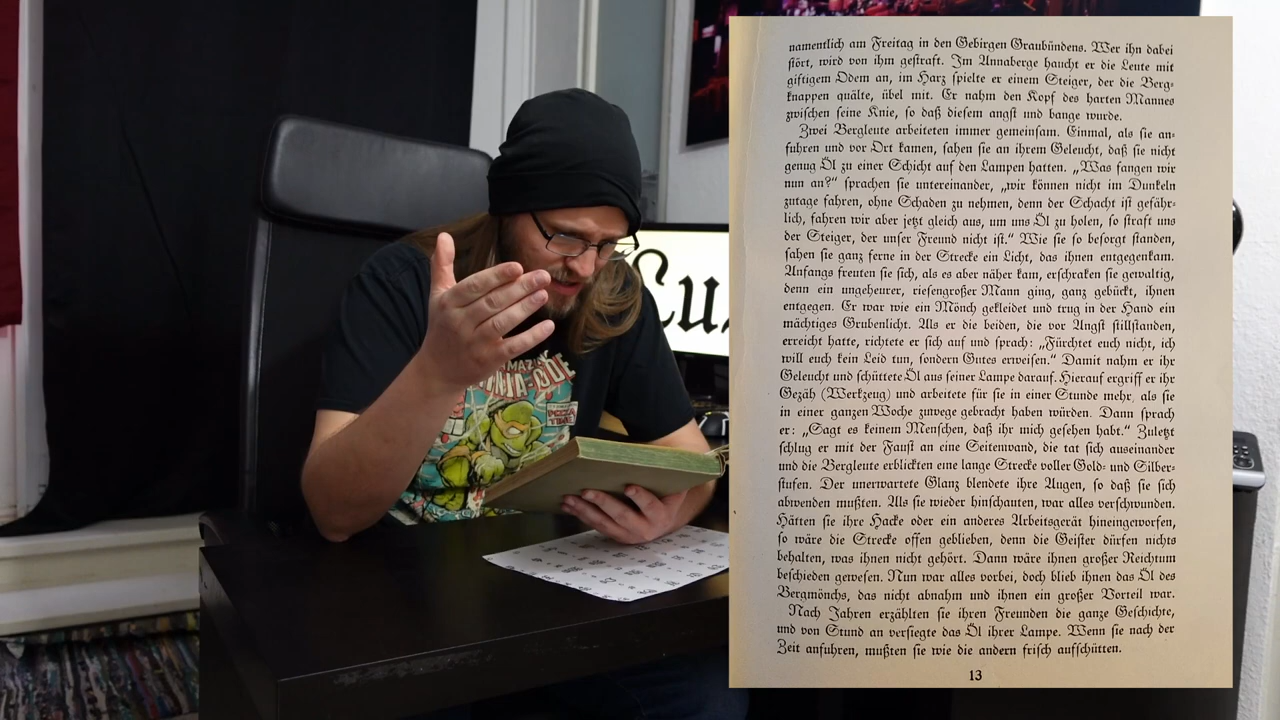 AMAZIN
NINJA-DUDE
PIZZA
TIME!
Lu
namentlich am Freitag in den Gebirgen Graubündens. Wer ihn dabei
stört, wird von ihm gestraft. Im Annaberge haucht er die Leute mit
giftigem Odem an, im Harz spielte er einem Steiger, der die Berg-
knappen quälte, übel mit. Er nahm den Kopf des harten Mannes
zwischen seine Knie, so daß diesem angst und bange wurde.
Zwei Bergleute arbeiteten immer gemeinsam. Einmal, als sie an-
fuhren und vor Ort kamen, sahen sie an ihrem Geleucht, daß sie nicht
genug Öl zu einer Schicht auf den Lampen hatten. „Was fangen wir
nun an?“ sprachen sie untereinander, „wir können nicht im Dunkeln
zutage fahren, ohne Schaden zu nehmen, denn der Schacht ist gefähr-
lich, fahren wir aber jetzt gleich aus, um uns Öl zu holen, so straft uns
der Steiger, der unser Freund nicht ist.“ Wie sie so besorgt standen,
sahen sie ganz ferne in der Strecke ein Licht, das ihnen entgegenkam.
Anfangs freuten sie sich, als es aber näher kam, erschraken sie gewaltig,
denn ein ungeheurer, riesengroßer Mann ging, ganz gebückt, ihnen
entgegen. Er war wie ein Mönch gekleidet und trug in der Hand ein
mächtiges Grubenlicht. Als er die beiden, die vor Angst stillstanden,
erreicht hatte, richtete er sich auf und sprach: „Fürchtet euch nicht, ich
will euch kein Leid tun, sondern Gutes erweisen.“ Damit nahm er ihr
Geleucht und schüttete Öl aus seiner Lampe darauf. Hierauf ergriff er ihr
Gezäh (Werkzeug) und arbeitete für sie in einer Stunde mehr, als sie
in einer ganzen Woche zuwege gebracht haben würden. Dann sprach
er: „Sagt es keinem Menschen, daß ihr mich gesehen habt.“ Zuletzt
schlug er mit der Faust an eine Seitenwand, die tat sich auseinander
und die Bergleute erblickten eine lange Strecke voller Gold- und Silber-
stufen. Der unerwartete Glanz blendete ihre Augen, so daß sie sich
abwenden mußten. Als sie wieder hinschauten, war alles verschwunden.
Hätten sie ihre Hacke oder ein anderes Arbeitsgerät hineingeworfen,
so wäre die Strecke offen geblieben, denn die Geister dürfen nichts
behalten, was ihnen nicht gehört. Dann wäre ihnen großer Reichtum
beschieden gewesen. Nun war alles vorbei, doch blieb ihnen das Öl des
Bergmönchs, das nicht abnahm und ihnen ein großer Vorteil war.
Nach Jahren erzählten sie ihren Freunden die ganze Geschichte,
und von Stund an versiegte das Öl ihrer Lampe. Wenn sie nach der
Zeit anfuhren, mußten sie wie die andern frisch aufschütten.
13